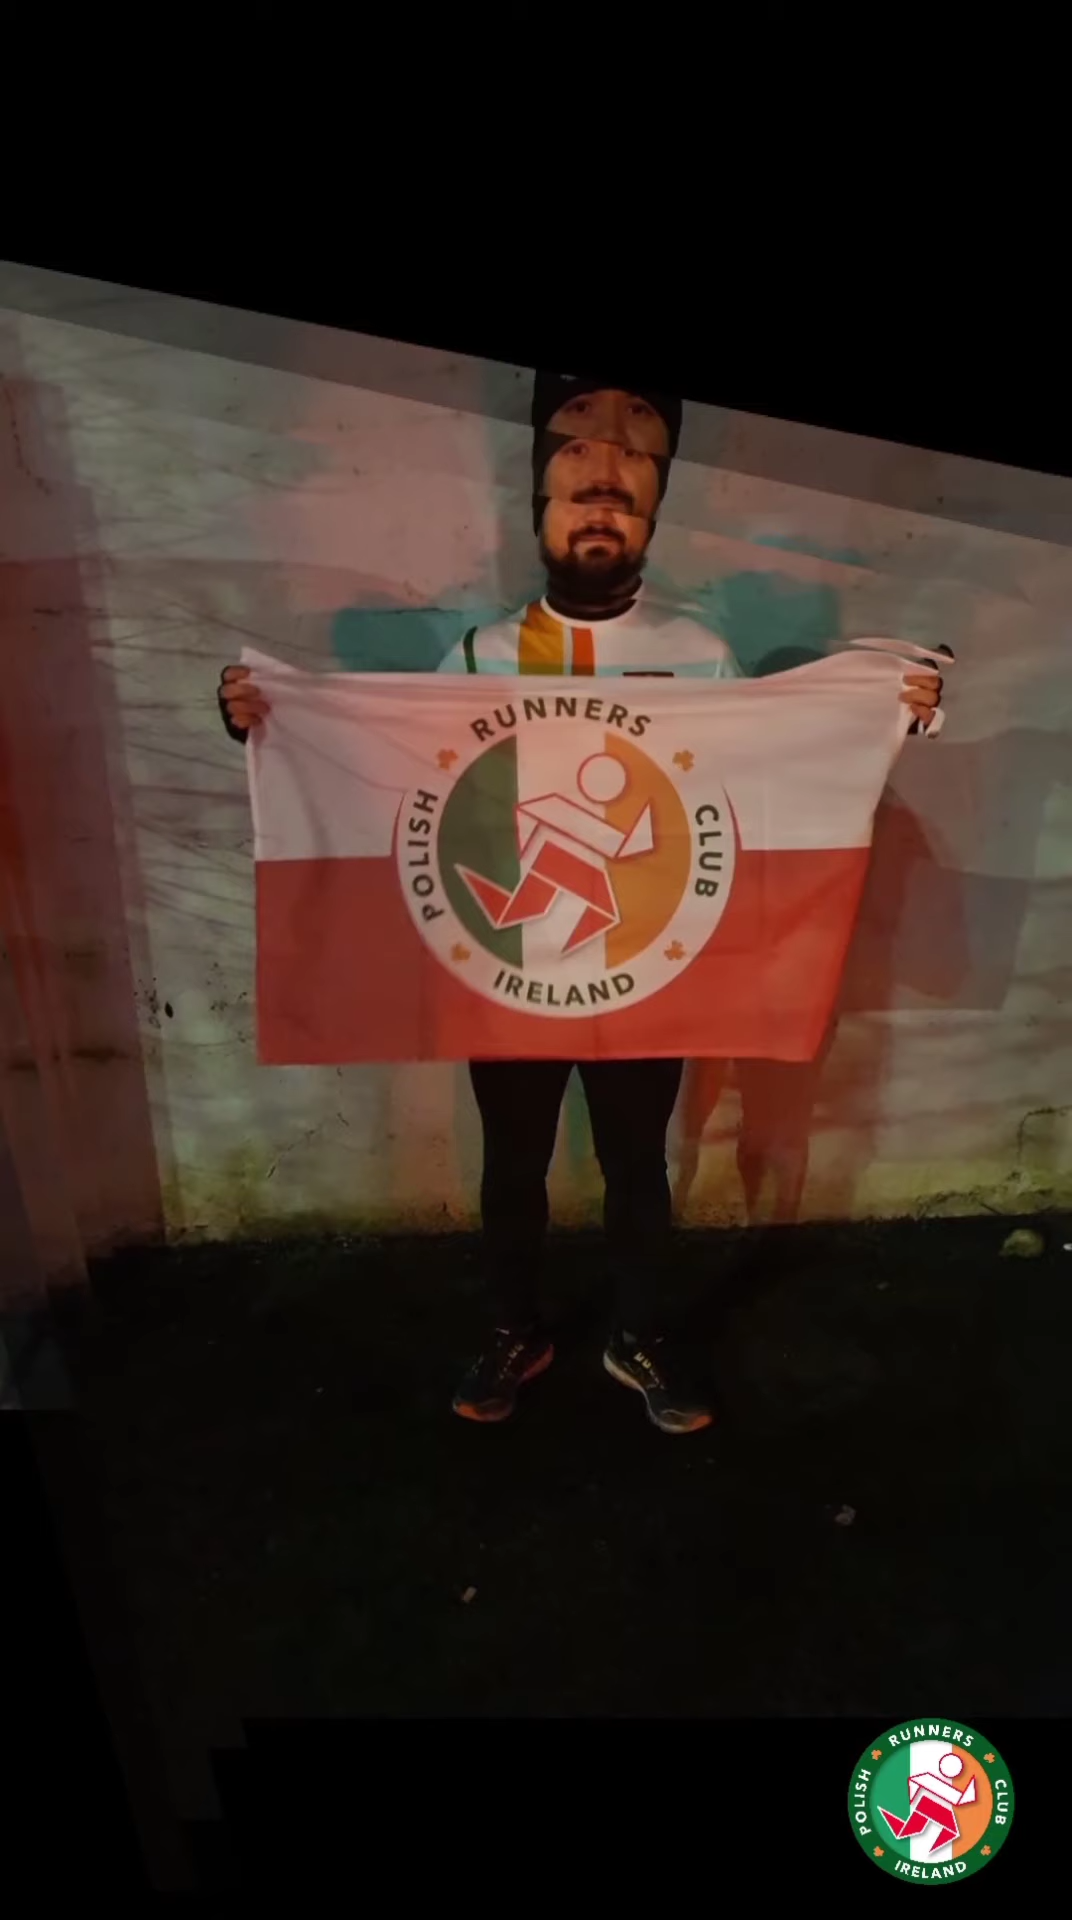 RUNNERS
POLISH
CLUB
IRELAND
RUNNERS
POLISH
CLUB
IRELAND